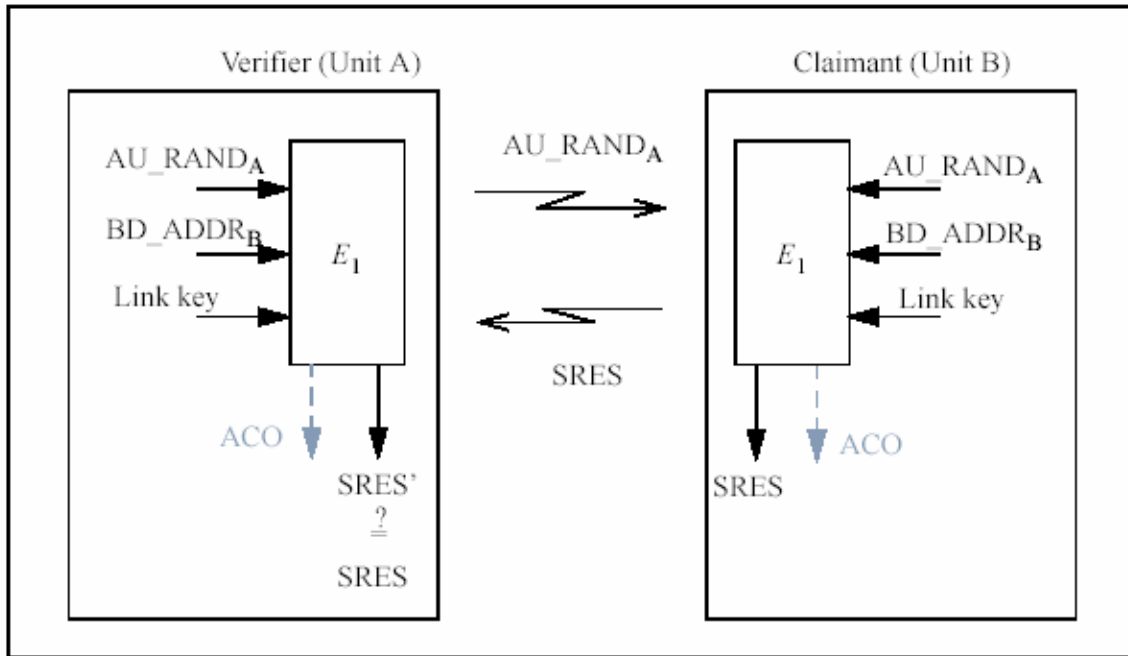 Verifier (Unit A)
Claimant (Unit B)
AU_RANDA
BD_ADDRB
Link key
E1
ACO
SRES’
?
=
SRES
AU_RANDA
SRES
AU_RANDA
BD_ADDRB
Link key
E1
SRES
ACO